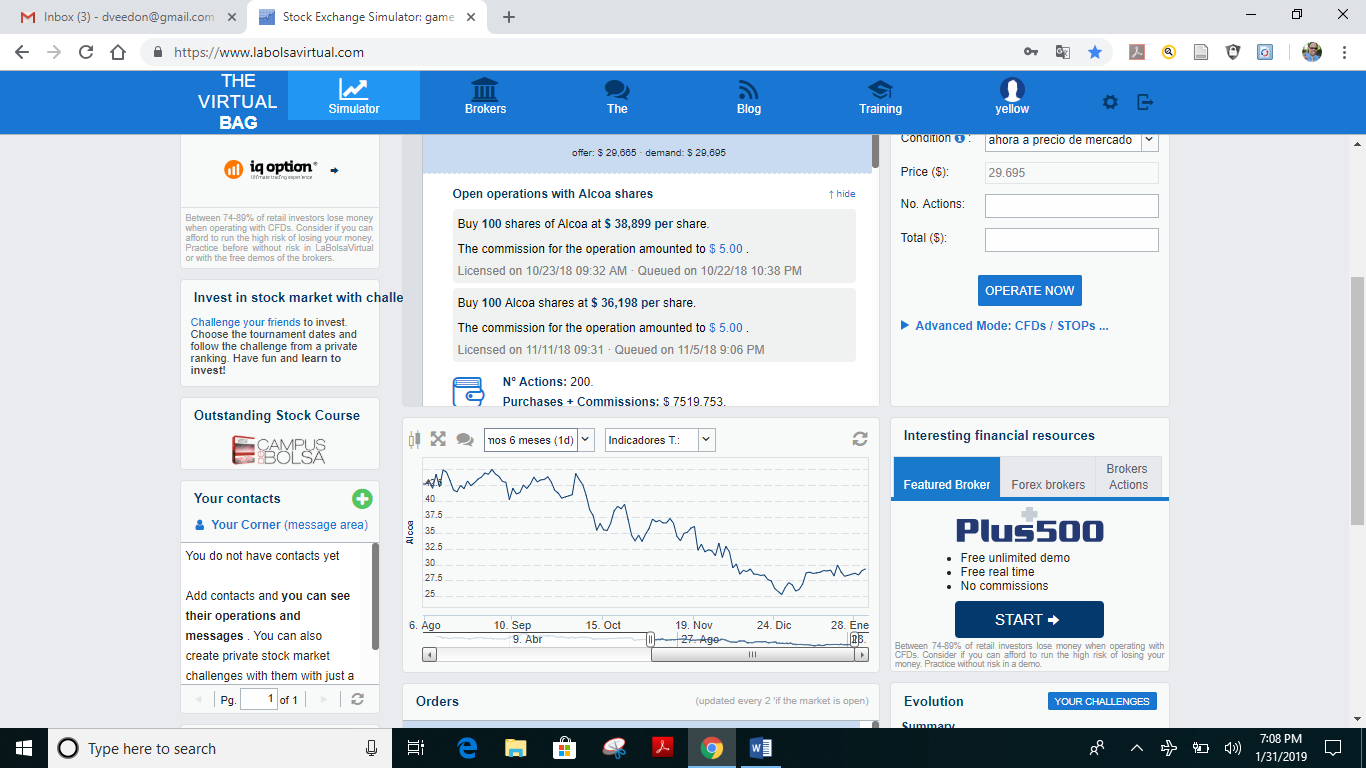 Inbox (3) - dveedon@gmail.com
Stock Exchange Simulator: game
https://www.labolsavirtual.com
THE
VIRTUAL
BAG
Simulator
Brokers
The
Blog
Training
yellow
iq option
Between 74-89% of retail investors lose money
when operating with CFDs. Consider if you can
afford to run the high risk of losing your money.
Practice before without risk in LaBolsaVirtual
or with the free demos of the brokers.
Invest in stock market with challe
Challenge your friends to invest.
Choose the tournament dates and
follow the challenge from a private
ranking. Have fun and learn to
invest!
Outstanding Stock Course
CAMPUS
DE BOLSA
Your contacts
Your Corner (message area)
You do not have contacts yet
Add contacts and you can see
their operations and
messages . You can also
create private stock market
challenges with them with just a
Pg. 1 of 1
offer: $ 29,665 · demand: $ 29,695
Open operations with Alcoa shares
↑ hide
Buy 100 shares of Alcoa at $ 38,899 per share.
The commission for the operation amounted to $ 5.00 .
Licensed on 10/23/18 09:32 AM · Queued on 10/22/18 10:38 PM
Buy 100 Alcoa shares at $ 36,198 per share.
The commission for the operation amounted to $ 5.00 .
Licensed on 11/11/18 09:31 · Queued on 11/5/18 9:06 PM
N° Actions: 200.
Purchases + Commissions: $ 7519.753.
mos 6 meses (1d)
Indicadores T.:
Alcoa
42.5
40
37.5
35
32.5
30
27.5
25
6. Ago
10. Sep
15. Oct
19. Nov
24. Dic
28. Ene
9. Abr
27. Ago
28.
Orders
(updated every 2 'if the market is open)
Condition :
ahora a precio de mercado
Price ($):
29.695
No. Actions:
Total ($):
OPERATE NOW
Advanced Mode: CFDs / STOPs ...
Interesting financial resources
Featured Broker
Forex brokers
Brokers
Actions
Plus500
Free unlimited demo
Free real time
No commissions
START
Between 74-89% of retail investors lose money when operating with
CFDs. Consider if you can afford to run the high risk of losing your
money. Practice without risk in a demo.
Evolution
YOUR CHALLENGES
Summary
Type here to search
7:08 PM
1/31/2019